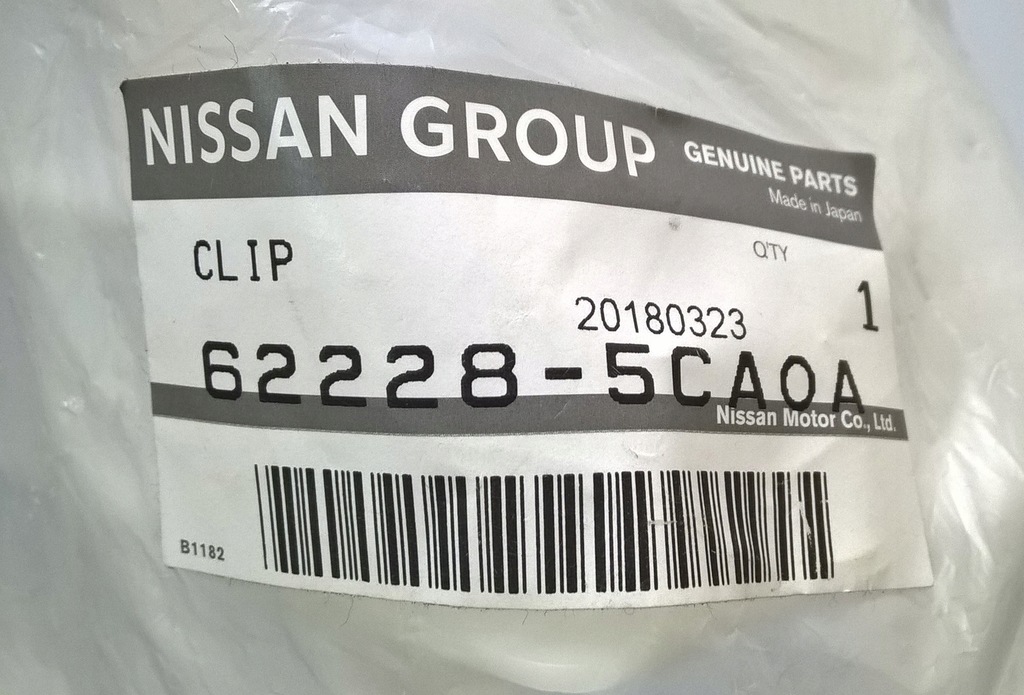 NISSAN GROUP GENUINE PARTS
Made in Japan
CLIP
Q'TY
1
20180323
62228-5CA0A
Nissan Motor Co., Ltd.
B1182